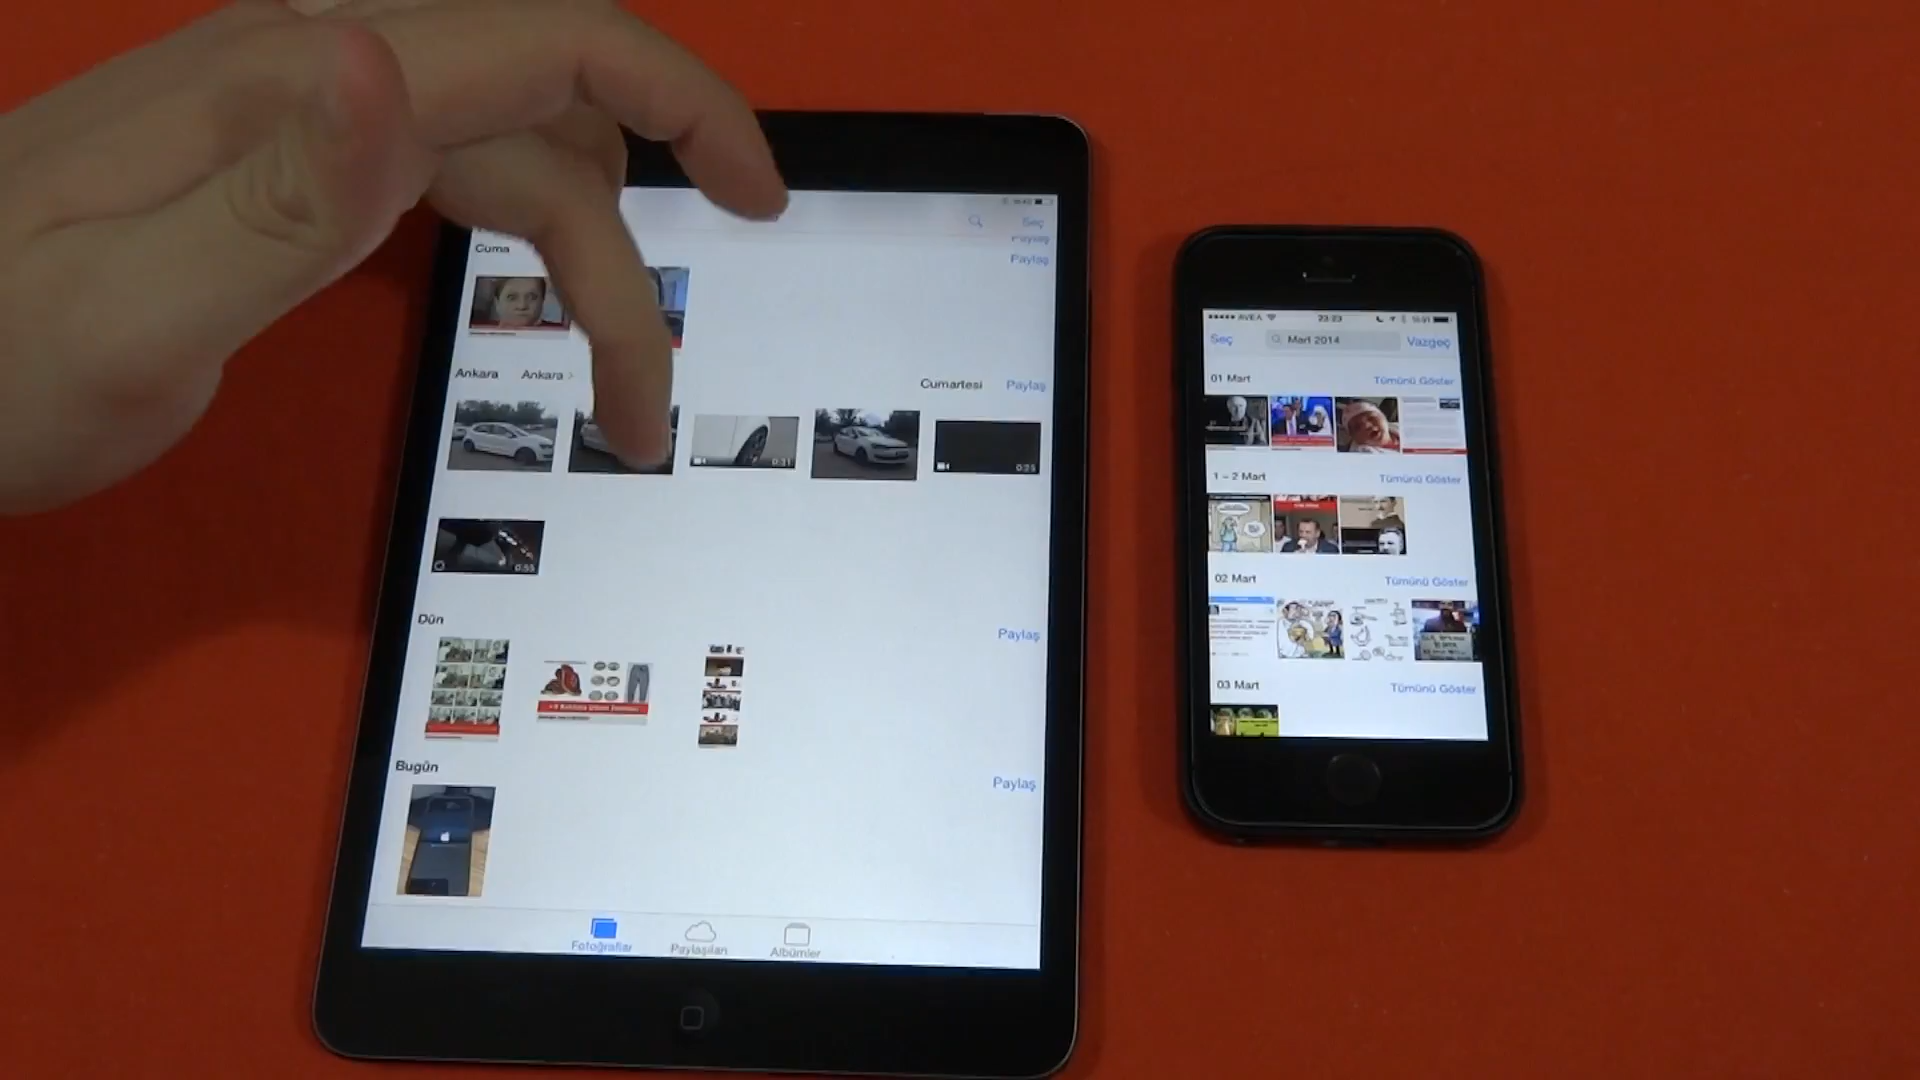 Seç
Paylaş
Cuma
Paylaş
Ankara Ankara > Cumartesi Paylaş
0:31
0:25
0:55
Dün
Paylaş
Bugün
Paylaş
Fotoğraflar Paylaşılan Albümler
AVEA 23:23
Seç Mart 2014 Vazgeç
01 Mart Tümünü Göster
1 – 2 Mart Tümünü Göster
02 Mart Tümünü Göster
03 Mart Tümünü Göster